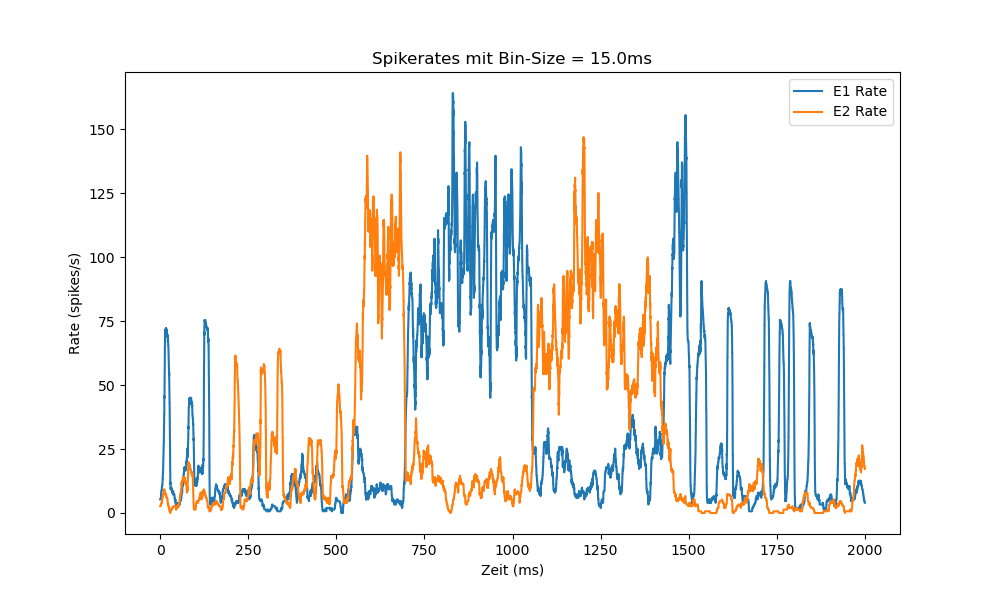 Spikerates mit Bin-Size = 15.0ms
E1 Rate
E2 Rate
Rate (spikes/s)
150
125
100
75
50
25
0
0 250 500 750 1000 1250 1500 1750 2000
Zeit (ms)